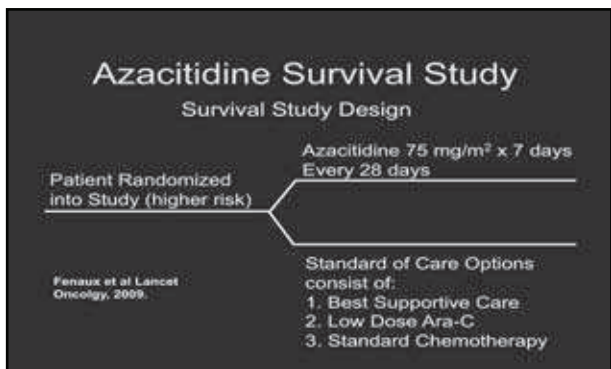 Azacitidine Survival Study
Survival Study Design
Azacitidine 75 mg/m² x 7 days
Every 28 days
Patient Randomized
into Study (higher risk)
Standard of Care Options
consist of:
1. Best Supportive Care
2. Low Dose Ara-C
3. Standard Chemotherapy
Fenaux et al Lancet
Oncolgy, 2009.